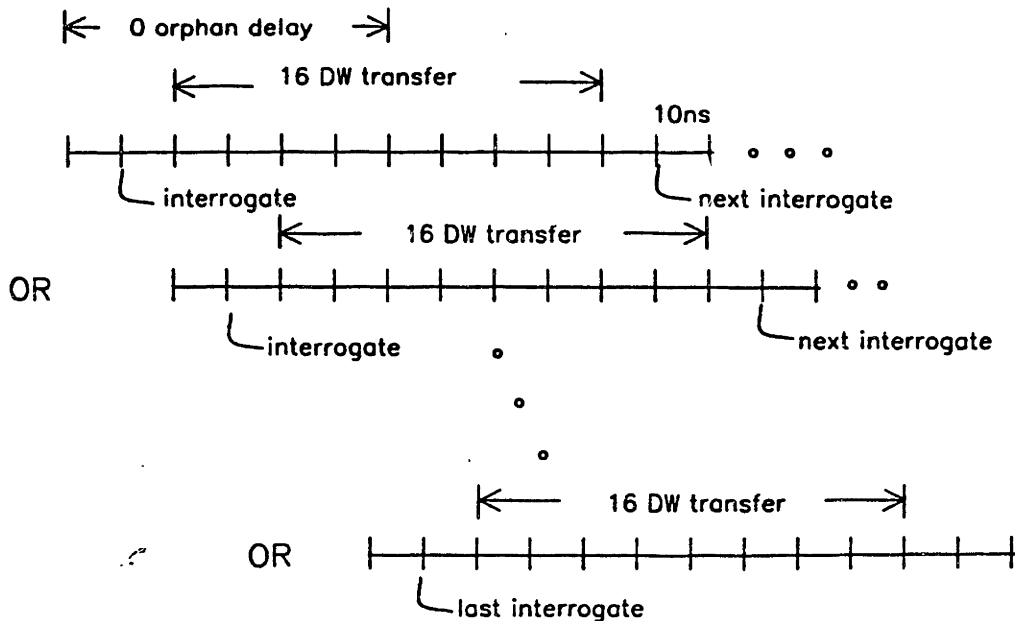 0 orphan delay
16 DW transfer
10ns
interrogate
next interrogate
16 DW transfer
OR
interrogate
next interrogate
16 DW transfer
OR
last interrogate